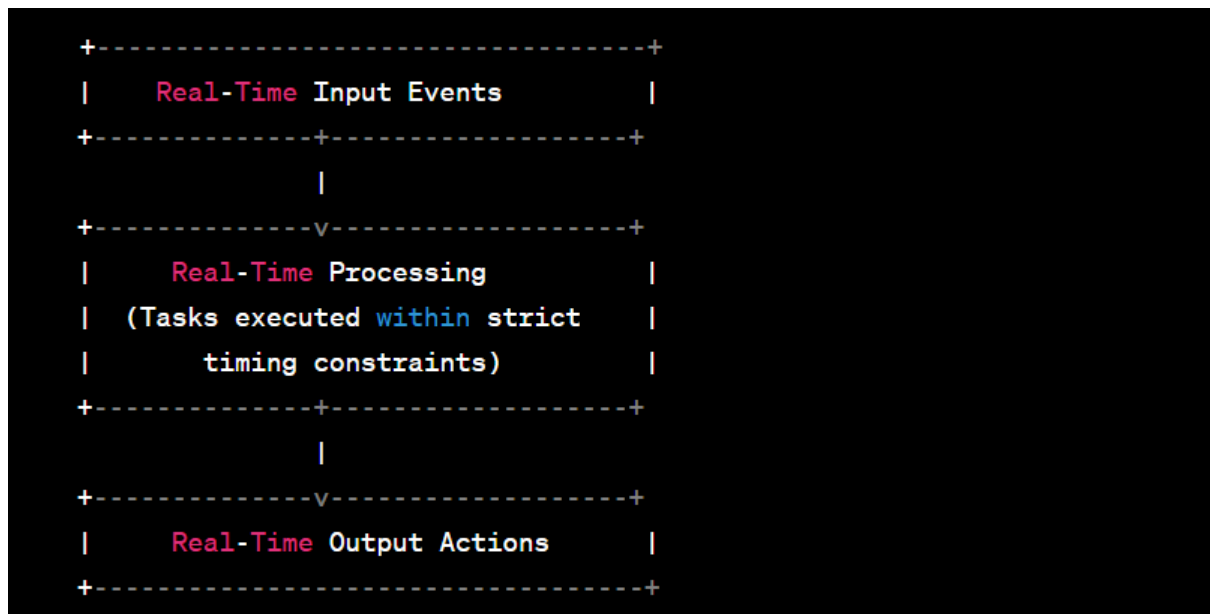 +-----------------------------------+
|    Real-Time Input Events         |
+--------------+-------------------+
|
+--------------v-------------------+
|     Real-Time Processing          |
|  (Tasks executed within strict    |
|       timing constraints)         |
+--------------+-------------------+
|
+--------------v-------------------+
|     Real-Time Output Actions      |
+-----------------------------------+